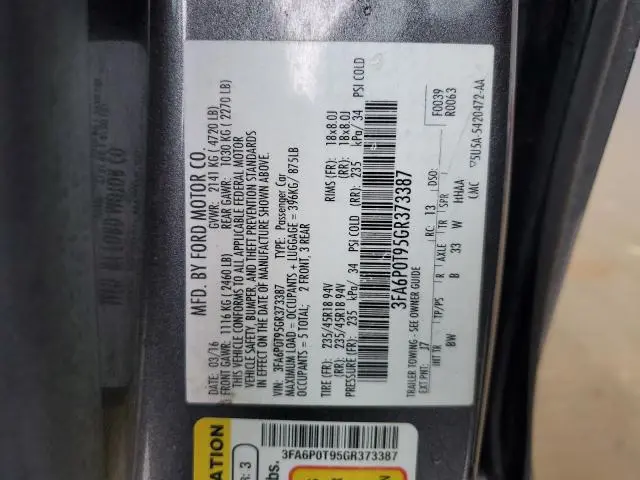 MFD. BY FORD MOTOR CO.
DATE: 03/16 GVWR: 2141 KG ( 4720 LB)
FRONT GAWR: 1116 KG (2460LB) REAR GAWR: 1030 KG ( 2270 LB)
THIS VEHICLE CONFORMS TO ALL APPLICABLE FEDERAL MOTOR
VEHICLE SAFETY, BUMPER, AND THEFT PREVENTION STANDARDS
IN EFFECT ON THE DATE OF MANUFACTURE SHOWN ABOVE.
VIN: 3FA6P0T95GR373387 TYPE: Passenger Car
MAXIMUM LOAD = OCCUPANTS + LUGGAGE = 396KG/ 875LB
OCCUPANTS = 5 TOTAL; 2 FRONT, 3 REAR
TIRE (FR): 235/45R18 94V RIMS (FR): 18x8.0J
(RR): 235/45R18 94V (RR): 18x8.0J
PRESSURE (FR): 235 kPa/ 34 PSI COLD (RR): 235 kPa/ 34 PSI COLD
3FA6P0T95GR373387
TRAILER TOWING - SEE OWNER GUIDE
F0039
R0063
EXT PNT: J7 RC: 13 DSO:
INT TR TP/PS R AXLE TR SPR
BW B 33 W HHAA
LMC
5U5A-5420472-AA
ATION
R: 3
lbs.
3FA6P0T95GR373387